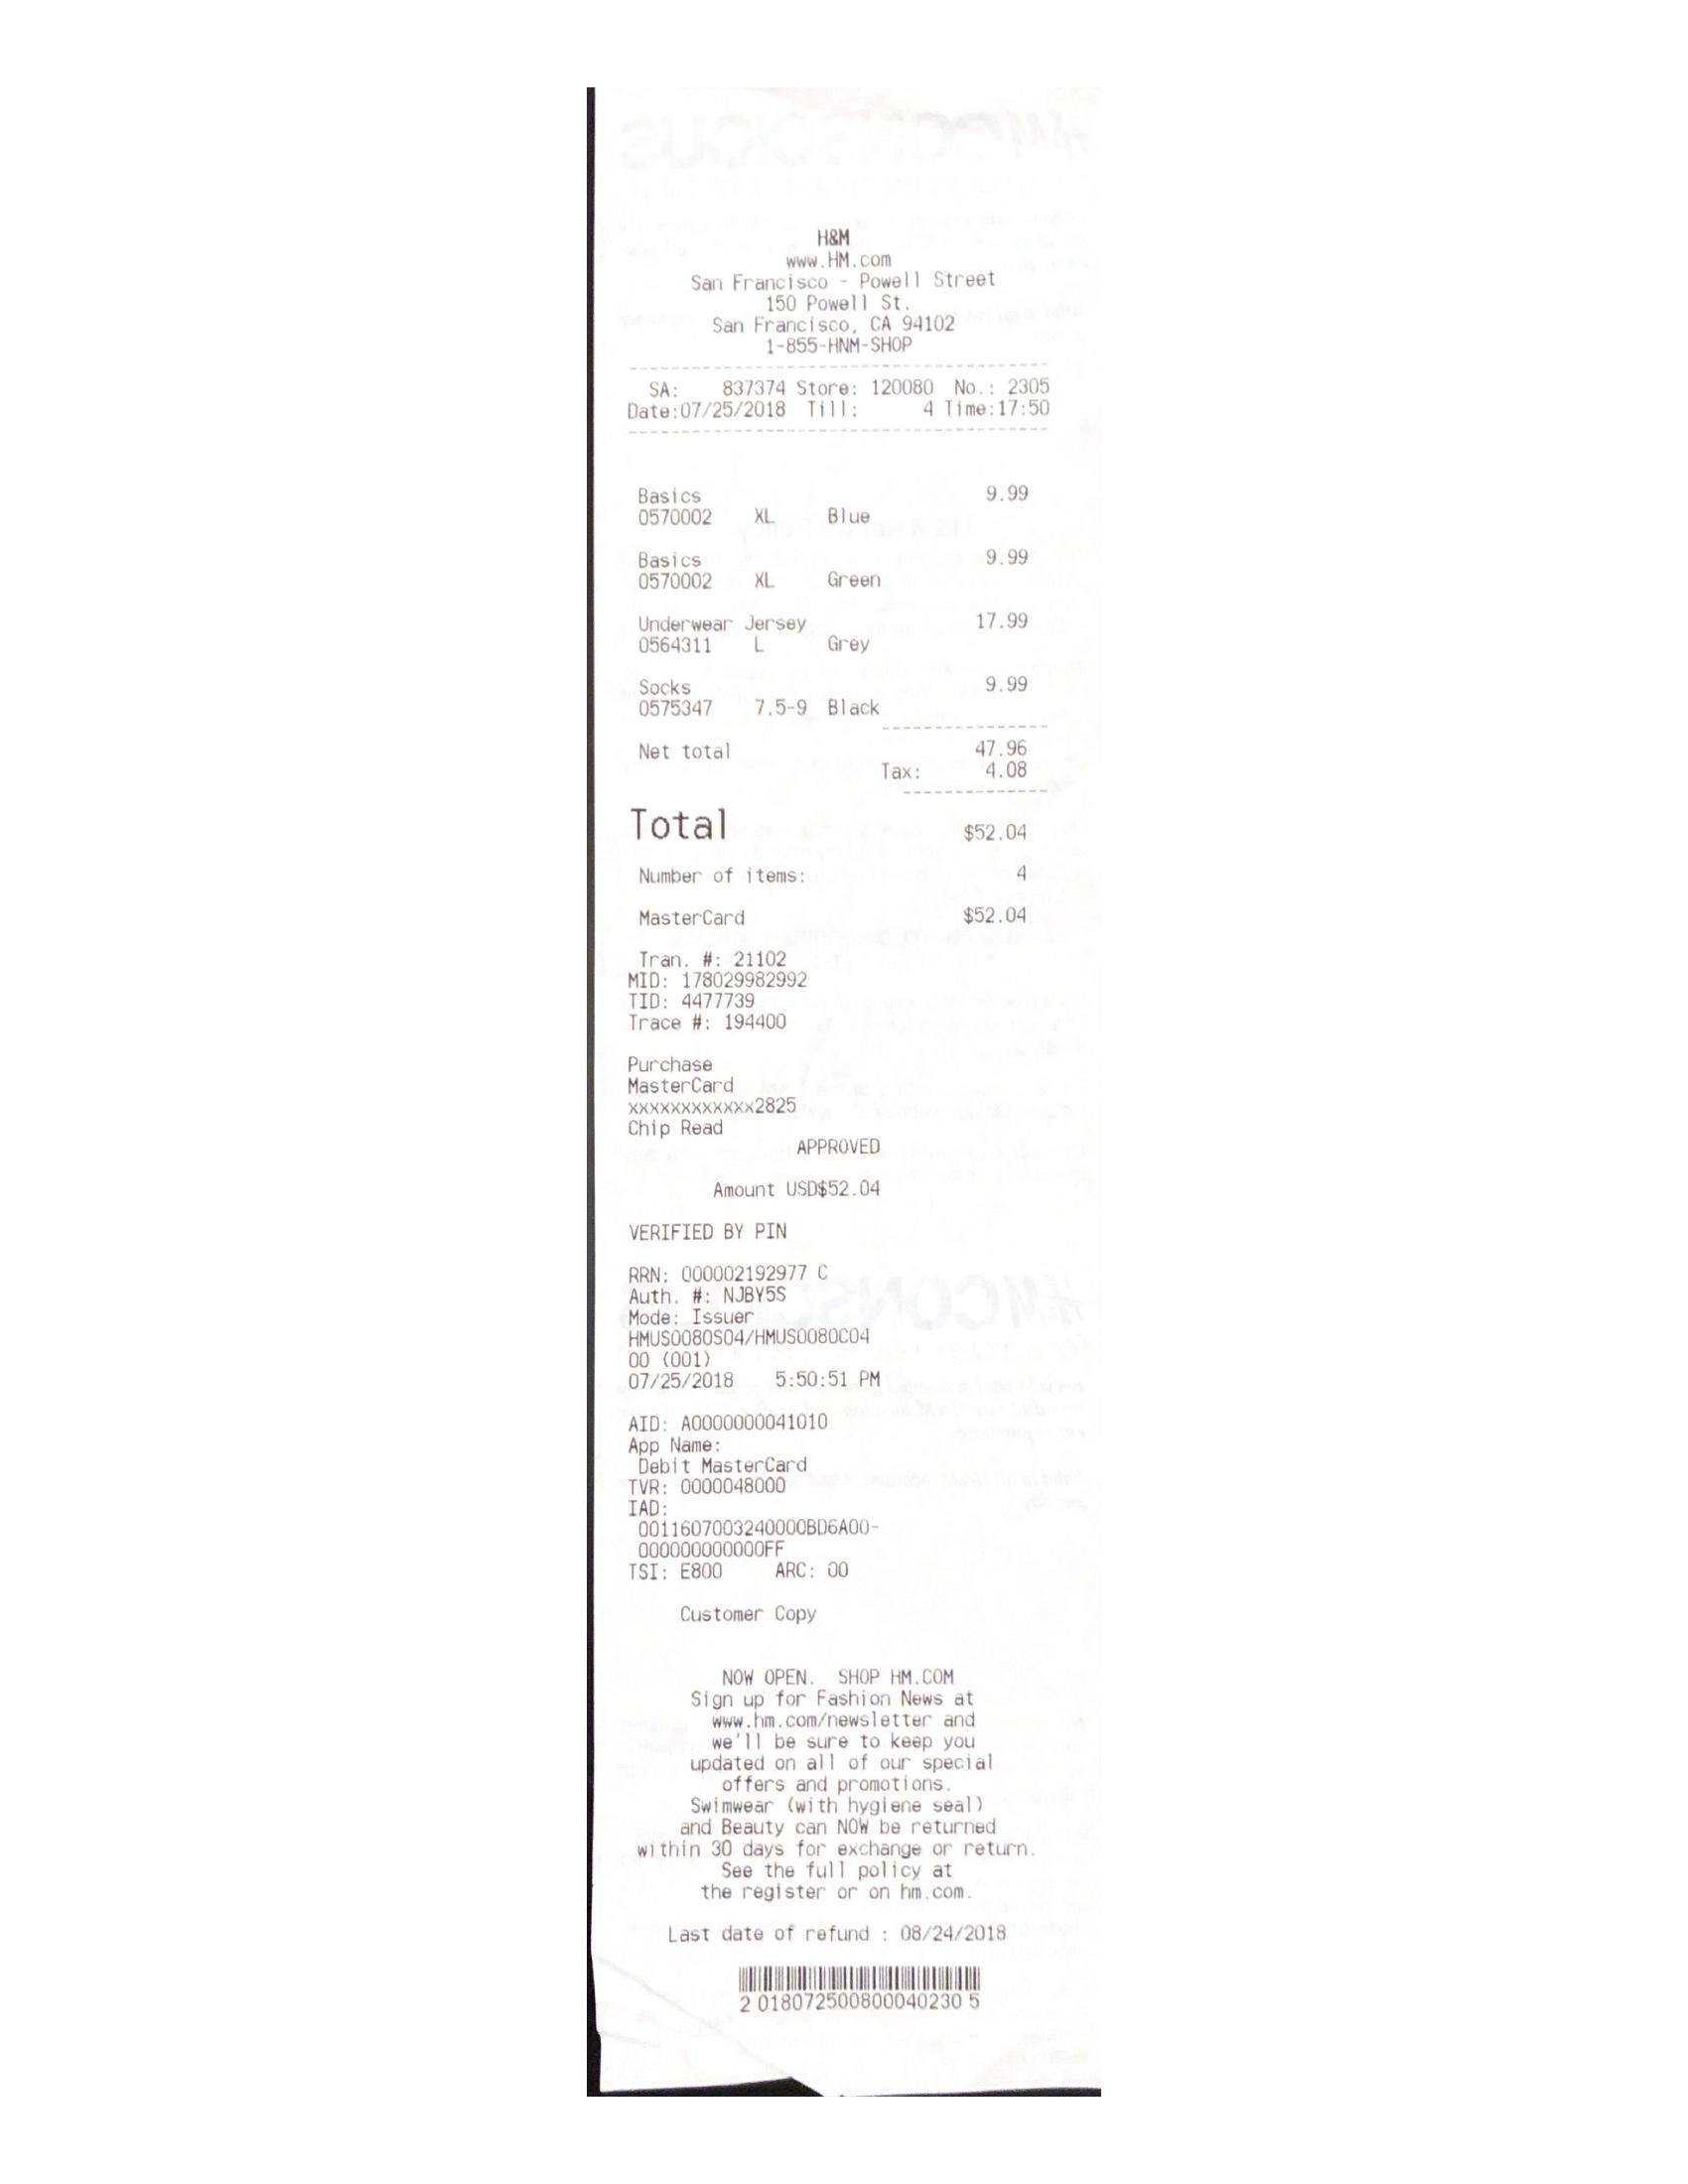 H&M
www.HM.com
San Francisco - Powell Street
150 Powell St.
San Francisco, CA 94102
1-855-HNM-SHOP
SA: 837374 Store: 120080 No.: 2305
Date:07/25/2018 Till: 4 Time:17:50
Basics 9.99
0570002 XL Blue
Basics 9.99
0570002 XL Green
Underwear Jersey 17.99
0564311 L Grey
Socks 9.99
0575347 7.5-9 Black
Net total 47.96
Tax: 4.08
Total $52.04
Number of items: 4
MasterCard $52.04
Tran. #: 21102
MID: 178029982992
TID: 4477739
Trace #: 194400
Purchase
MasterCard
xxxxxxxxxxxx2825
Chip Read
APPROVED
Amount USD$52.04
VERIFIED BY PIN
RRN: 000002192977 C
Auth. #: NJBY5S
Mode: Issuer
HMUS0080S04/HMUS0080C04
00 (001)
07/25/2018 5:50:51 PM
AID: A0000000041010
App Name:
Debit MasterCard
TVR: 0000048000
IAD:
0011607003240000BD6A00-
000000000000FF
TSI: E800 ARC: 00
Customer Copy
NOW OPEN. SHOP HM.COM
Sign up for Fashion News at
www.hm.com/newsletter and
we'll be sure to keep you
updated on all of our special
offers and promotions.
Swimwear (with hygiene seal)
and Beauty can NOW be returned
within 30 days for exchange or return.
See the full policy at
the register or on hm.com.
Last date of refund : 08/24/2018
2 018072500800040230 5